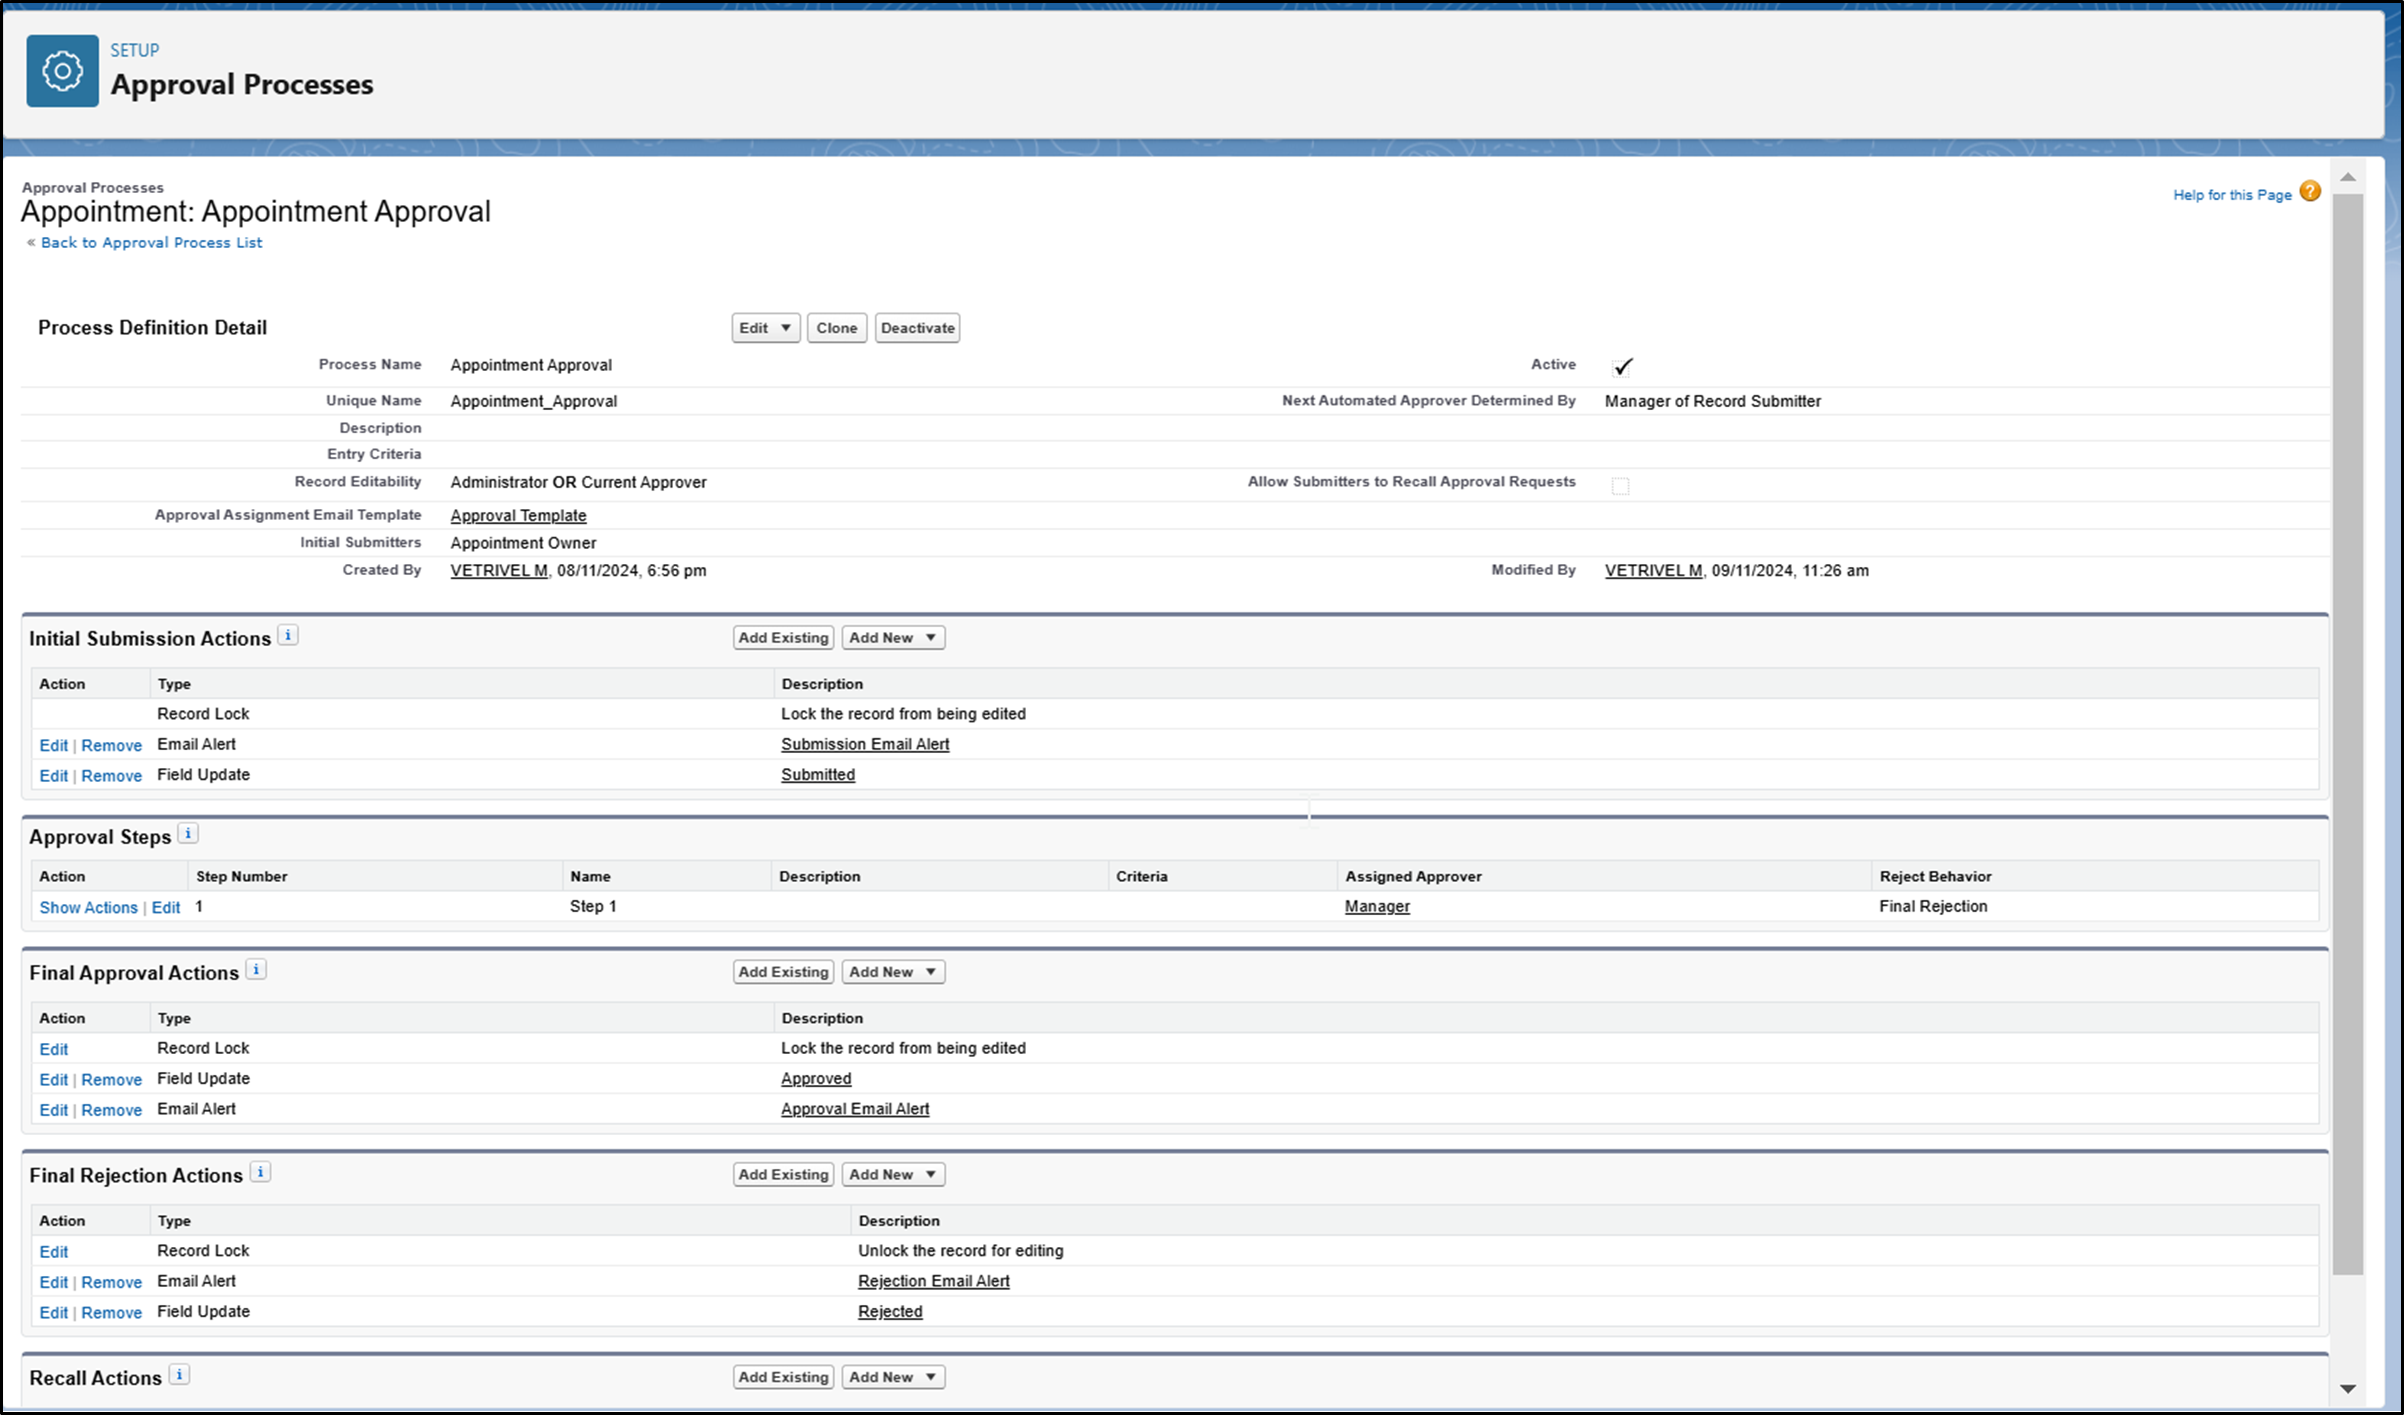 SETUP
Approval Processes
Approval Processes
Appointment: Appointment Approval
« Back to Approval Process List
Help for this Page ?
Process Definition Detail Edit ▼ Clone Deactivate
Process Name Appointment Approval Active ✓
Unique Name Appointment_Approval Next Automated Approver Determined By Manager of Record Submitter
Description
Entry Criteria
Record Editability Administrator OR Current Approver Allow Submitters to Recall Approval Requests
Approval Assignment Email Template Approval Template
Initial Submitters Appointment Owner
Created By VETRIVEL M, 08/11/2024, 6:56 pm Modified By VETRIVEL M, 09/11/2024, 11:26 am
Initial Submission Actions i Add Existing Add New ▼
Action Type Description
Record Lock Lock the record from being edited
Edit | Remove Email Alert Submission Email Alert
Edit | Remove Field Update Submitted
Approval Steps i
Action Step Number Name Description Criteria Assigned Approver Reject Behavior
Show Actions | Edit 1 Step 1 Manager Final Rejection
Final Approval Actions i Add Existing Add New ▼
Action Type Description
Edit Record Lock Lock the record from being edited
Edit | Remove Field Update Approved
Edit | Remove Email Alert Approval Email Alert
Final Rejection Actions i Add Existing Add New ▼
Action Type Description
Edit Record Lock Unlock the record for editing
Edit | Remove Email Alert Rejection Email Alert
Edit | Remove Field Update Rejected
Recall Actions i Add Existing Add New ▼